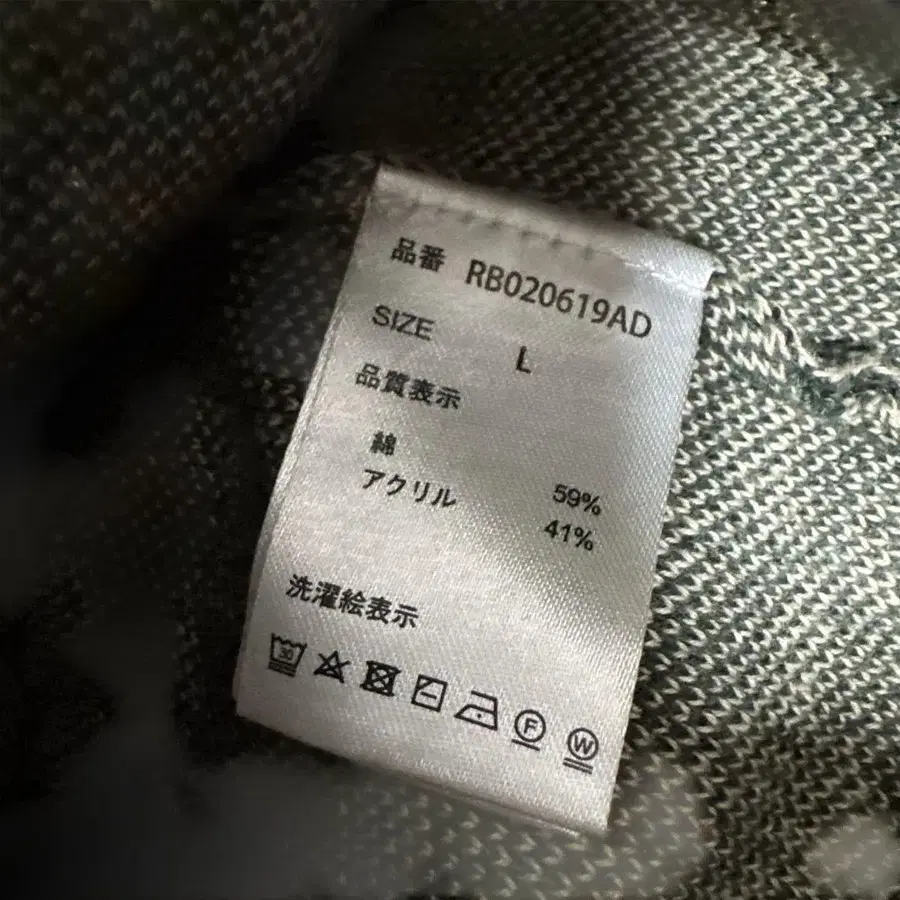 品番 RB020619AD
SIZE L
品質表示
綿 59%
アクリル 41%
洗濯絵表示
30 F W